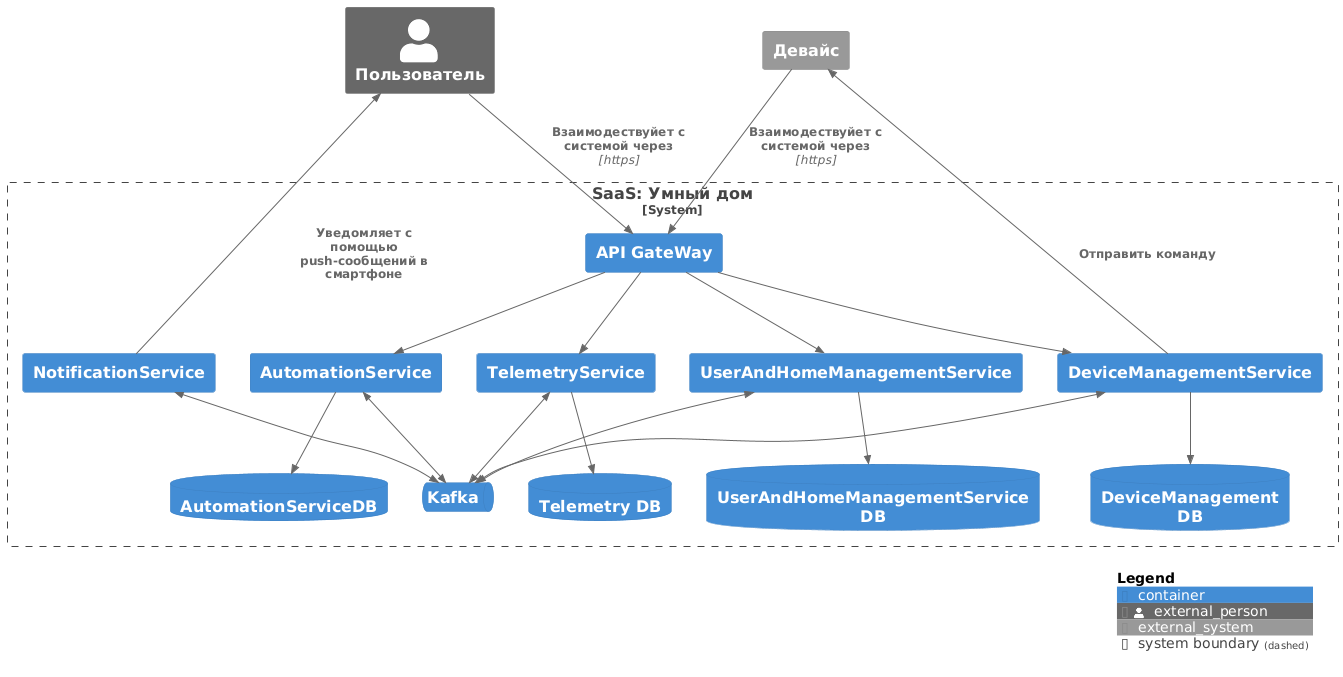 Пользователь
Девайс
Взаимодествуйет с
системой через
[https]
Взаимодествуйет с
системой через
[https]
SaaS: Умный дом
[System]
Уведомляет с
помощью
push-сообщений в
смартфоне
API GateWay
Отправить команду
NotificationService
AutomationService
TelemetryService
UserAndHomeManagementService
DeviceManagementService
AutomationServiceDB
Kafka
Telemetry DB
UserAndHomeManagementService
DB
DeviceManagement
DB
Legend
container
external_person
external_system
system boundary (dashed)